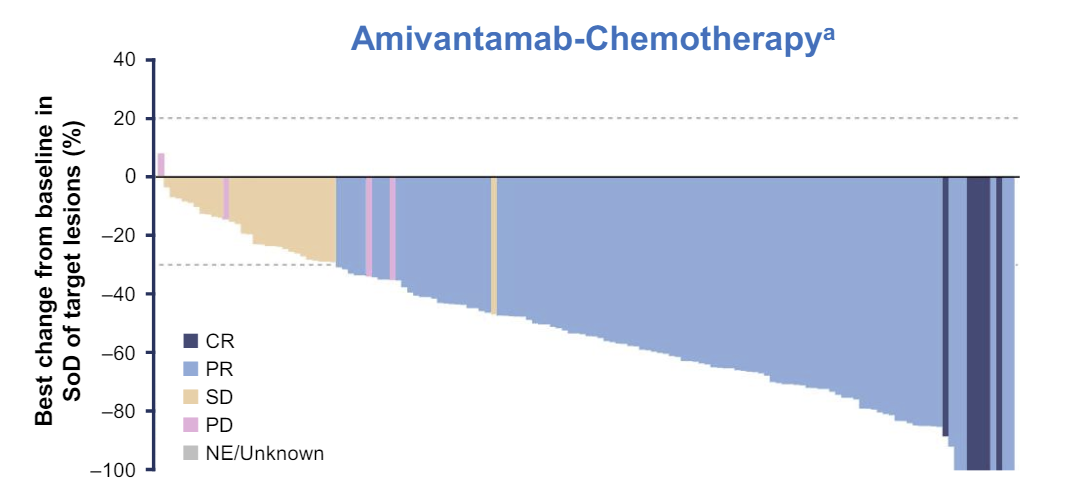 Amivantamab-Chemotherapyᵃ
Best change from baseline in
SoD of target lesions (%)
40
20
0
–20
–40
–60
–80
–100
CR
PR
SD
PD
NE/Unknown